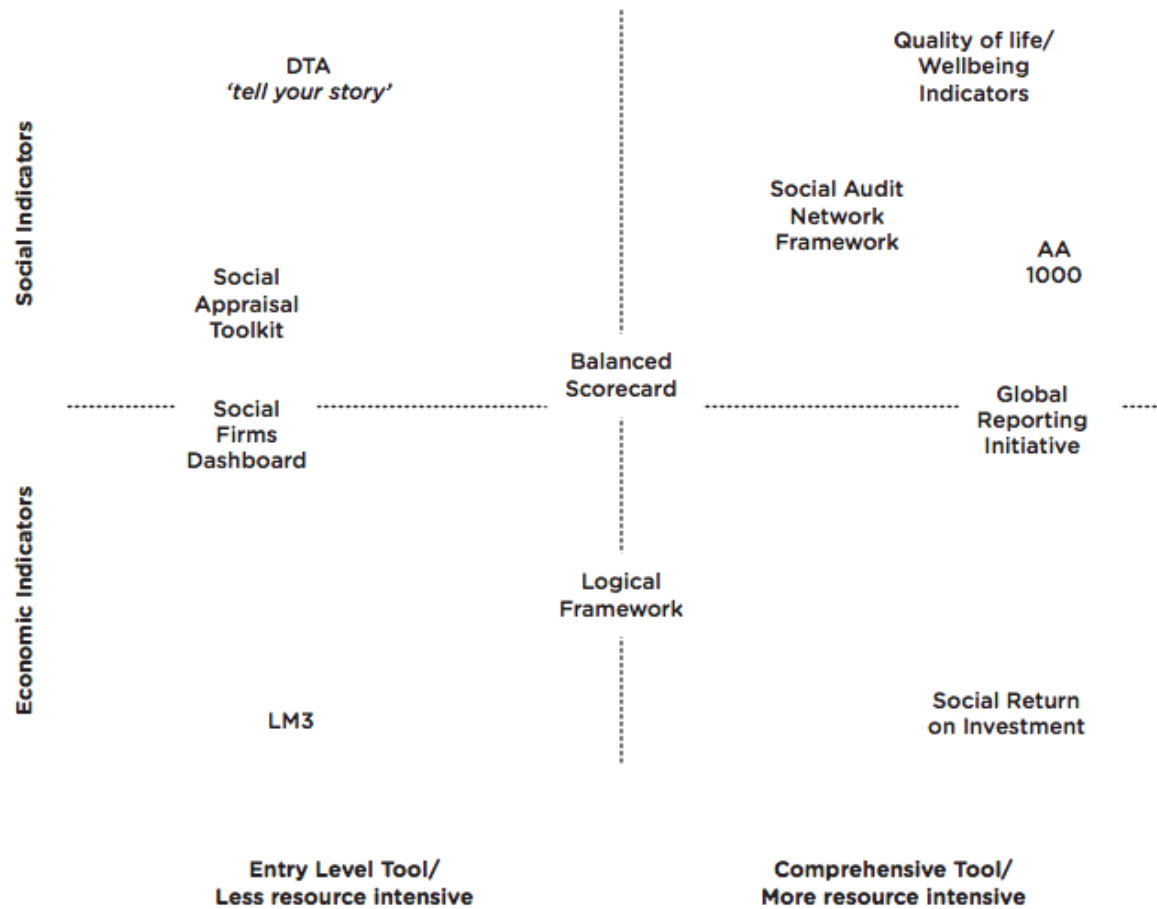 DTA
‘tell your story’
Quality of life/
Wellbeing
Indicators
Social Indicators
Social Audit
Network
Framework
AA
1000
Social
Appraisal
Toolkit
Balanced
Scorecard
Social
Firms
Dashboard
Global
Reporting
Initiative
Economic Indicators
Logical
Framework
LM3
Social Return
on Investment
Entry Level Tool/
Less resource intensive
Comprehensive Tool/
More resource intensive